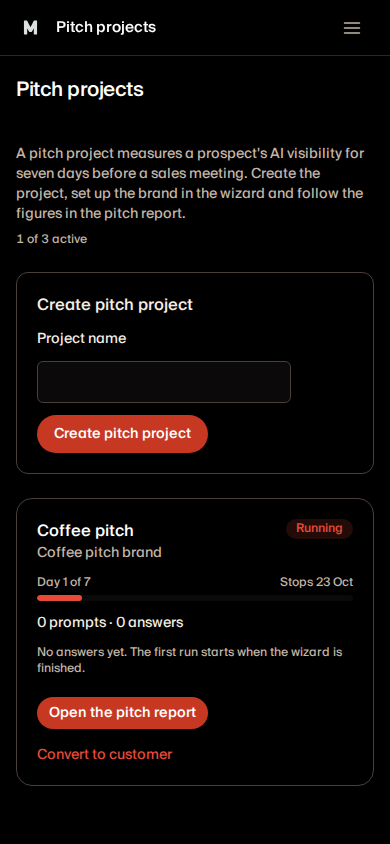 Pitch projects
Pitch projects
A pitch project measures a prospect's AI visibility for
seven days before a sales meeting. Create the
project, set up the brand in the wizard and follow the
figures in the pitch report.
1 of 3 active
Create pitch project
Project name
Create pitch project
Coffee pitch
Running
Coffee pitch brand
Day 1 of 7
Stops 23 Oct
0 prompts · 0 answers
No answers yet. The first run starts when the wizard is
finished.
Open the pitch report
Convert to customer